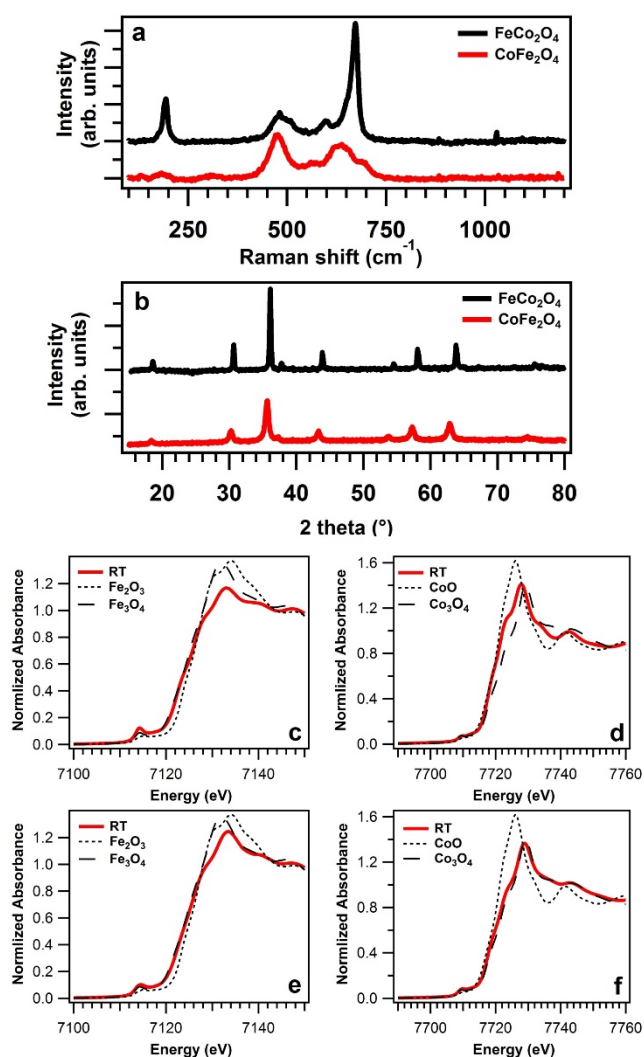 a
FeCo₂O₄
CoFe₂O₄
Intensity
(arb. units)
250 500 750 1000
Raman shift (cm⁻¹)
b
FeCo₂O₄
CoFe₂O₄
Intensity
(arb. units)
20 30 40 50 60 70 80
2 theta (°)
RT
Fe₂O₃
Fe₃O₄
1.2
1.0
0.8
0.6
0.4
0.2
0.0
Normlized Absorbance
c
7100 7120 7140
Energy (eV)
RT
CoO
Co₃O₄
1.6
1.2
0.8
0.4
0.0
Normlized Absorbance
d
7700 7720 7740 7760
Energy (eV)
RT
Fe₂O₃
Fe₃O₄
1.2
1.0
0.8
0.6
0.4
0.2
0.0
Normlized Absorbance
e
7100 7120 7140
Energy (eV)
RT
CoO
Co₃O₄
1.6
1.2
0.8
0.4
0.0
Normlized Absorbance
f
7700 7720 7740 7760
Energy (eV)